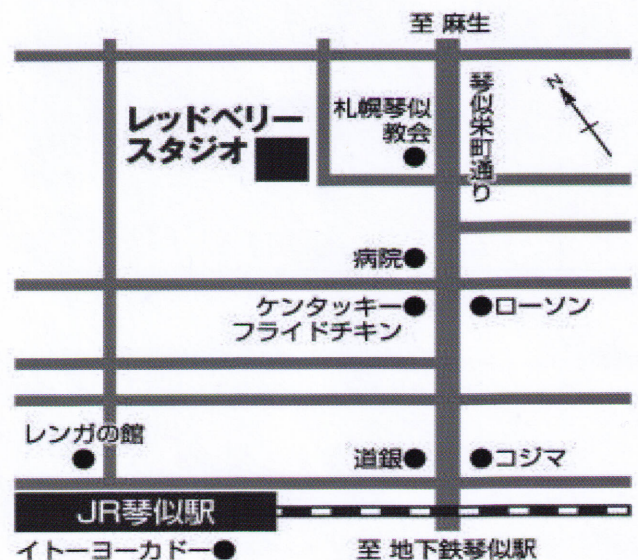 至 麻生
琴似栄町通り
N
札幌琴似
教会
レッドベリー
スタジオ
病院
ケンタッキー
フライドチキン
ローソン
レンガの館
道銀
コジマ
JR琴似駅
イトーヨーカドー
至 地下鉄琴似駅